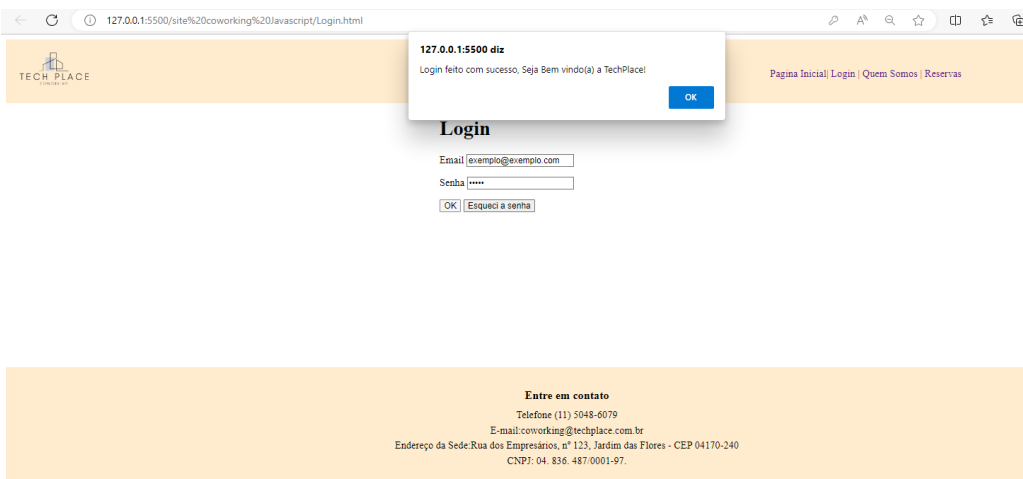 127.0.0.1:5500/site%20coworking%20Javascript/Login.html
127.0.0.1:5500 diz
Login feito com sucesso, Seja Bem vindo(a) a TechPlace!
OK
TECH PLACE
COWORKING
Pagina Inicial| Login | Quem Somos | Reservas
Login
Email exemplo@exemplo.com
Senha •••••
OK Esqueci a senha
Entre em contato
Telefone (11) 5048-6079
E-mail:coworking@techplace.com.br
Endereço da Sede:Rua dos Empresários, nº 123, Jardim das Flores - CEP 04170-240
CNPJ: 04. 836. 487/0001-97.